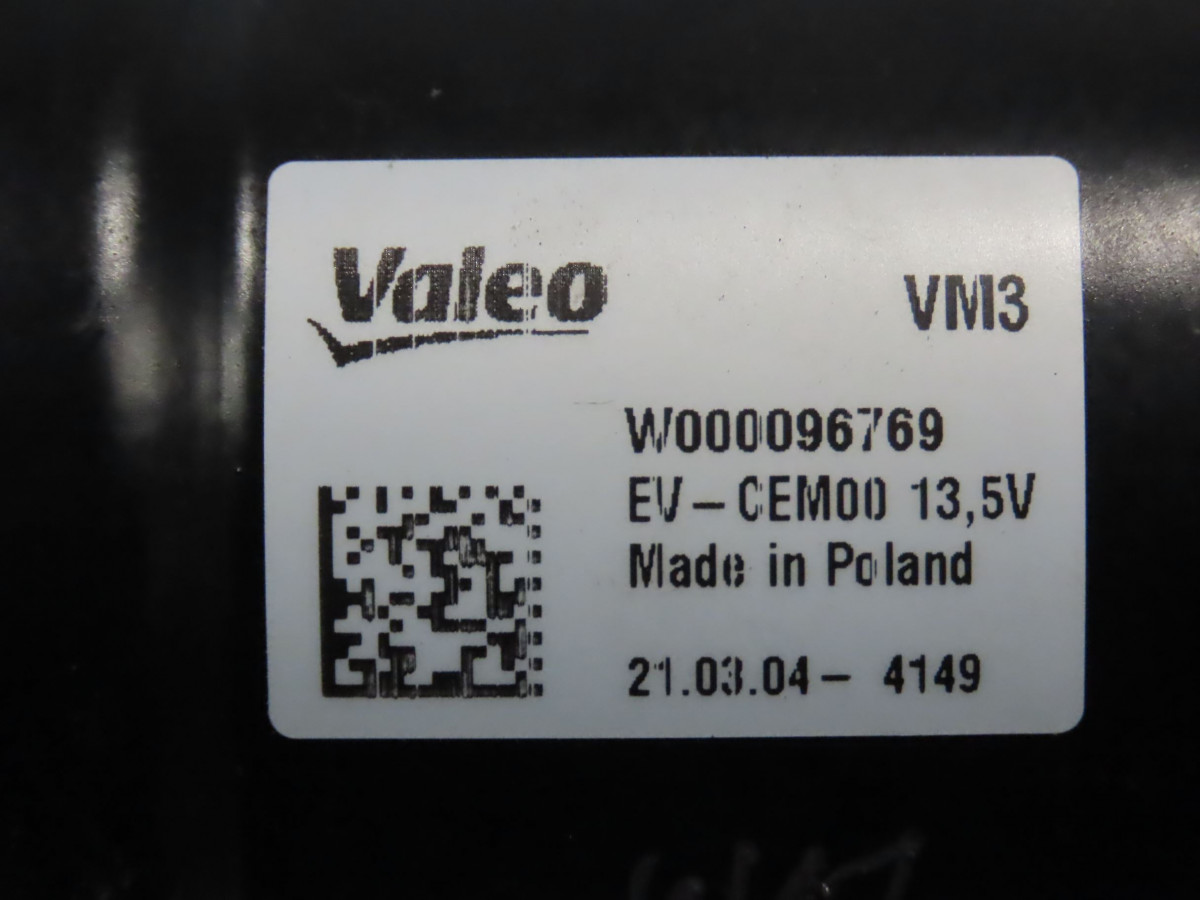 Valeo
VM3
W000096769
EV-CEM00 13,5V
Made in Poland
21.03.04- 4149